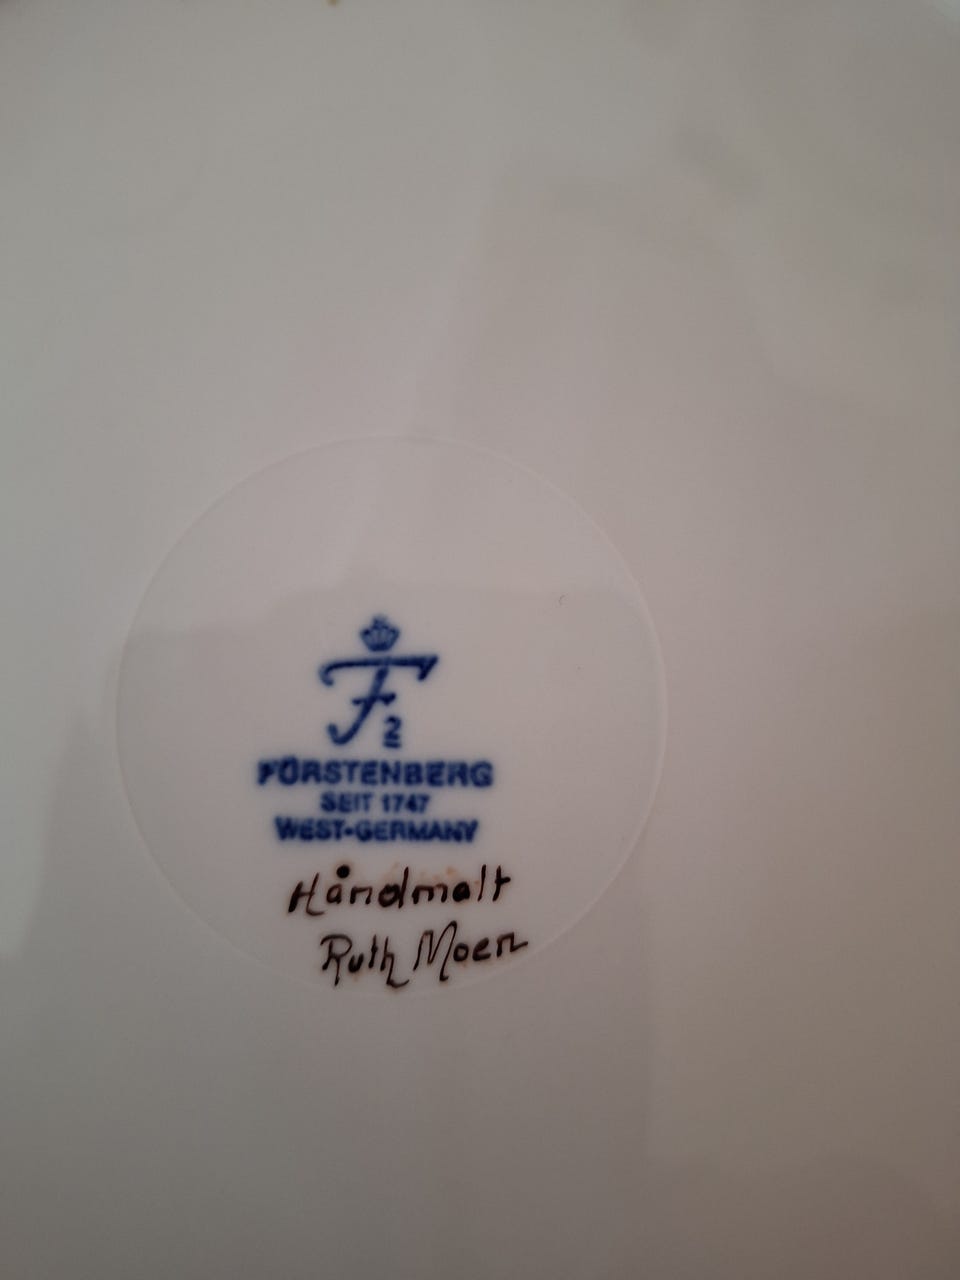 F
2
FÜRSTENBERG
SEIT 1747
WEST-GERMANY
Håndmalt
Ruth Moen